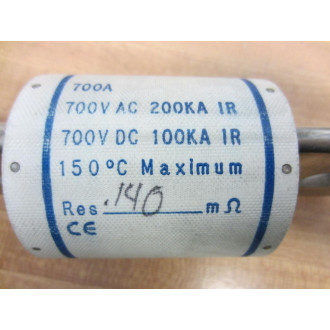 700A
700V AC 200KA IR
700V DC 100KA IR
150°C Maximum
Res .140 mΩ
CE